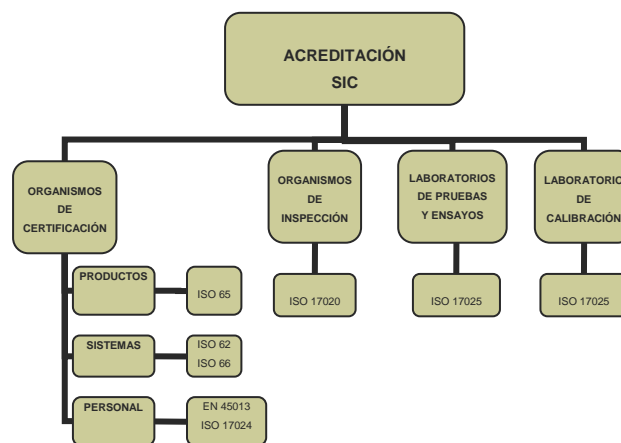 ACREDITACIÓN
SIC
ORGANISMOS
DE
CERTIFICACIÓN
ORGANISMOS
DE
INSPECCIÓN
LABORATORIOS
DE PRUEBAS
Y ENSAYOS
LABORATORIO
DE
CALIBRACIÓN
PRODUCTOS
ISO 65
ISO 17020
ISO 17025
ISO 17025
SISTEMAS
ISO 62
ISO 66
PERSONAL
EN 45013
ISO 17024